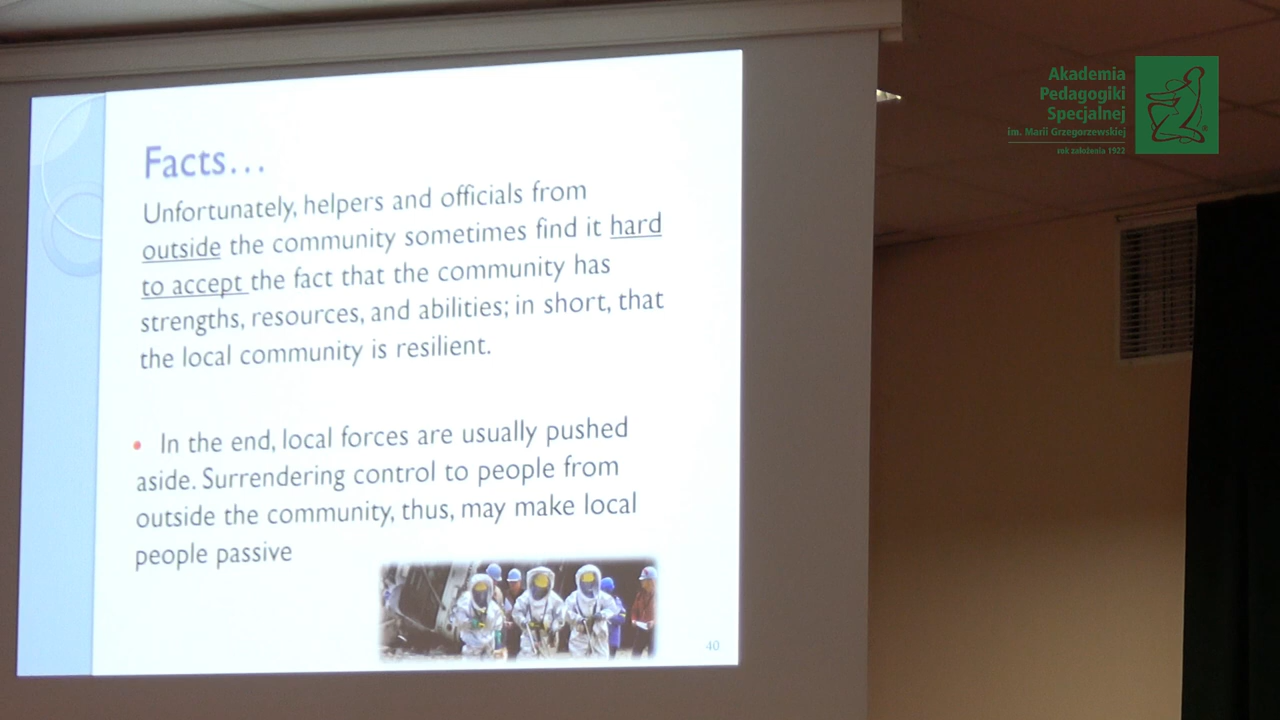 Facts...
Unfortunately, helpers and officials from
outside the community sometimes find it hard
to accept the fact that the community has
strengths, resources, and abilities; in short, that
the local community is resilient.
• In the end, local forces are usually pushed
aside. Surrendering control to people from
outside the community, thus, may make local
people passive
40
Akademia
Pedagogiki
Specjalnej
im. Marii Grzegorzewskiej
rok założenia 1922
®